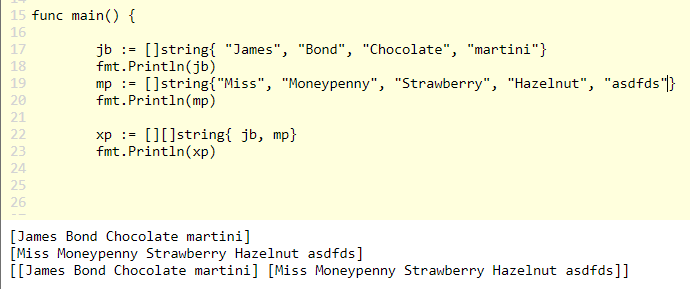 15 func main() {
16
17 jb := []string{ "James", "Bond", "Chocolate", "martini"}
18 fmt.Println(jb)
19 mp := []string{"Miss", "Moneypenny", "Strawberry", "Hazelnut", "asdfds"}
20 fmt.Println(mp)
21
22 xp := [][]string{ jb, mp}
23 fmt.Println(xp)
24
25
26
[James Bond Chocolate martini]
[Miss Moneypenny Strawberry Hazelnut asdfds]
[[James Bond Chocolate martini] [Miss Moneypenny Strawberry Hazelnut asdfds]]